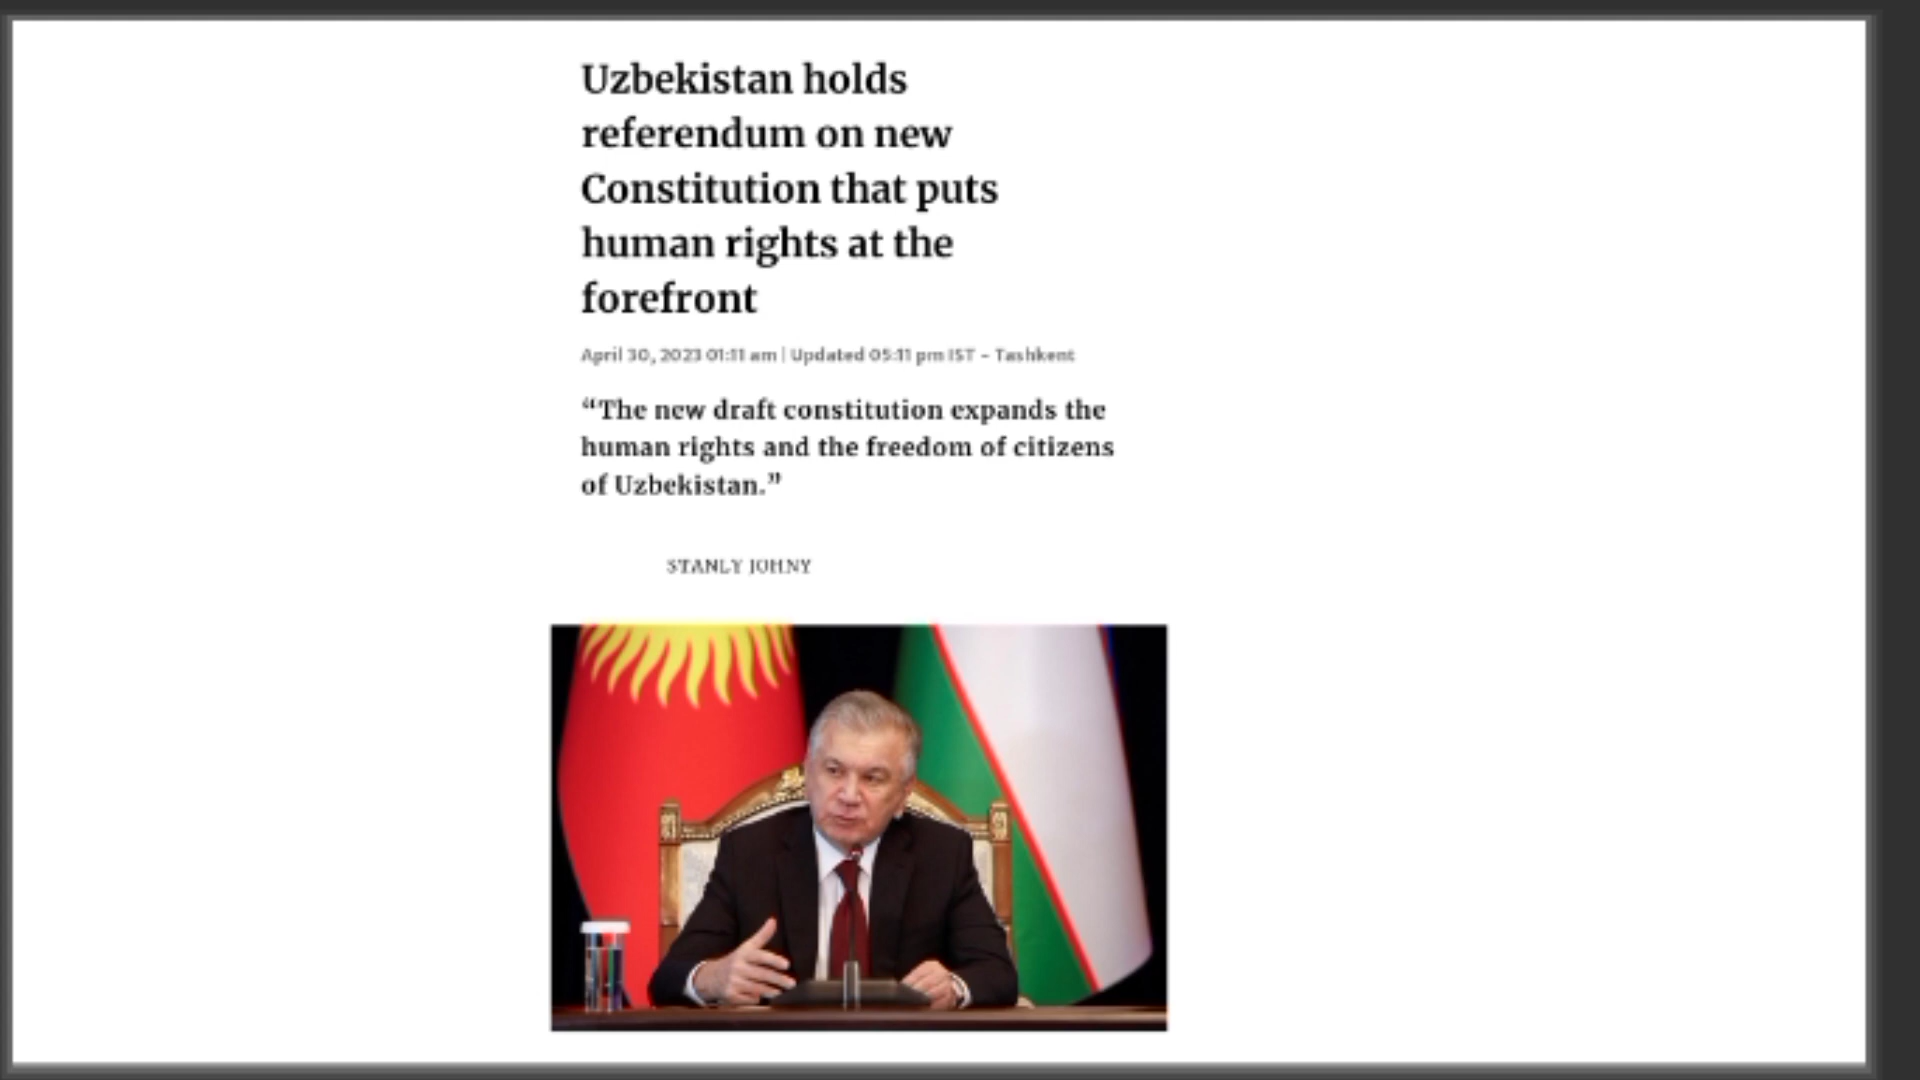 Uzbekistan holds
referendum on new
Constitution that puts
human rights at the
forefront
April 30, 2023 01:11 am | Updated 05:11 pm IST - Tashkent
“The new draft constitution expands the
human rights and the freedom of citizens
of Uzbekistan.”
STANLY JOHNY